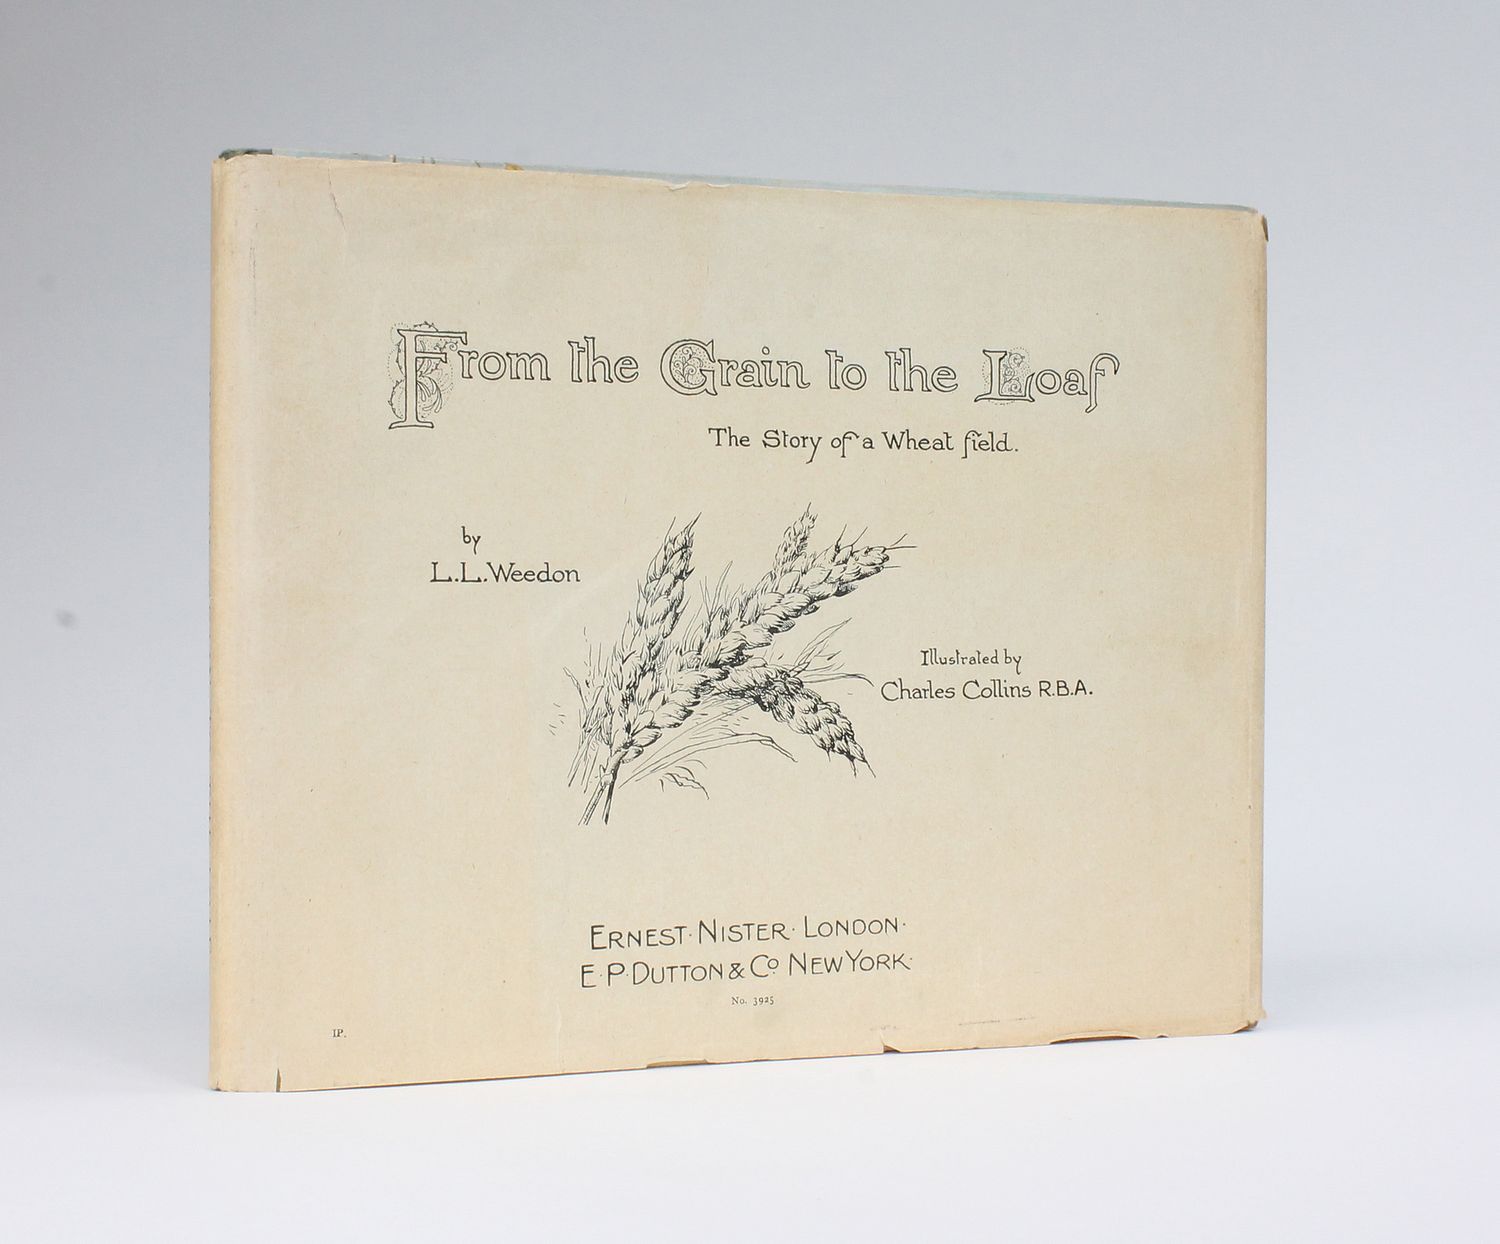 From the Grain to the Loaf
The Story of a Wheat field.
by
L.L. Weedon
Illustrated by
Charles Collins R.B.A.
ERNEST · NISTER · LONDON ·
E · P · DUTTON & Co NEW YORK ·
No. 3925
IP.